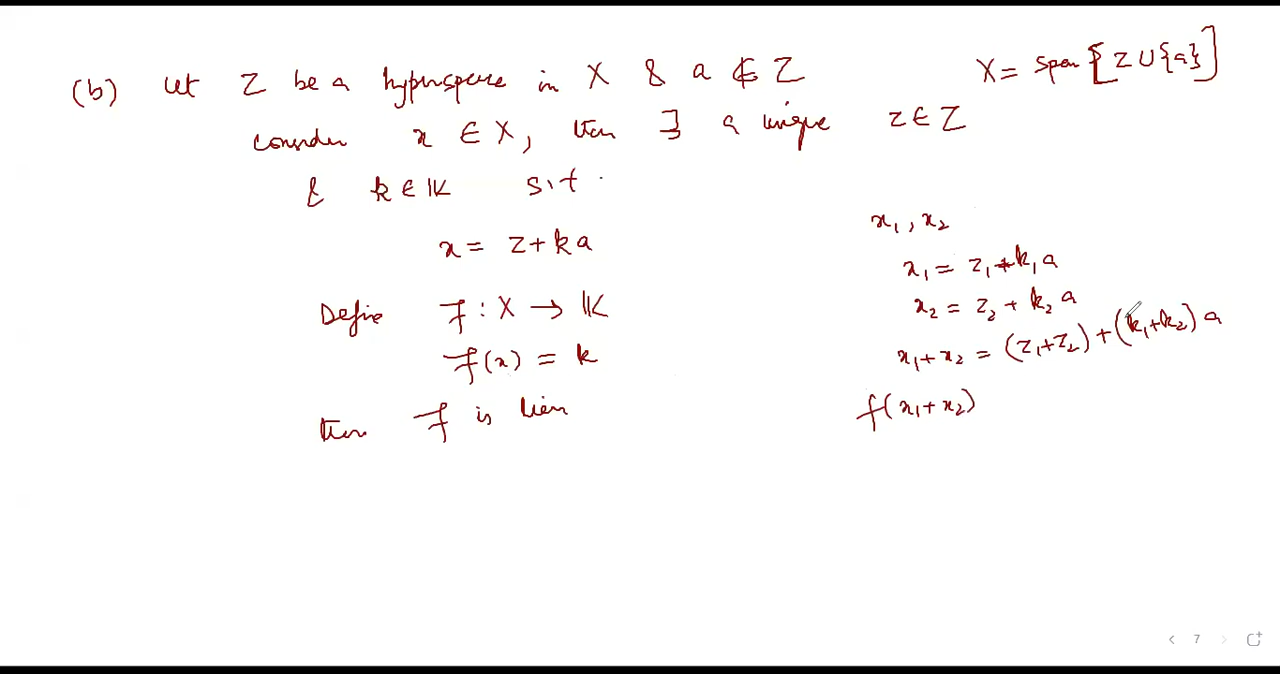 (b) Let Z be a hyperspace in X & a ∉ Z X = span [Z ∪ {a}]
Consider x ∈ X, then ∃ a unique z ∈ Z
& k ∈ 𝕂 s.t.
x = z + ka
Define f : X → 𝕂
f(x) = k
then f is linear
x₁, x₂
x₁ = z₁ + k₁a
x₂ = z₂ + k₂a
x₁ + x₂ = (z₁ + z₂) + (k₁ + k₂) a
f(x₁ + x₂)
7